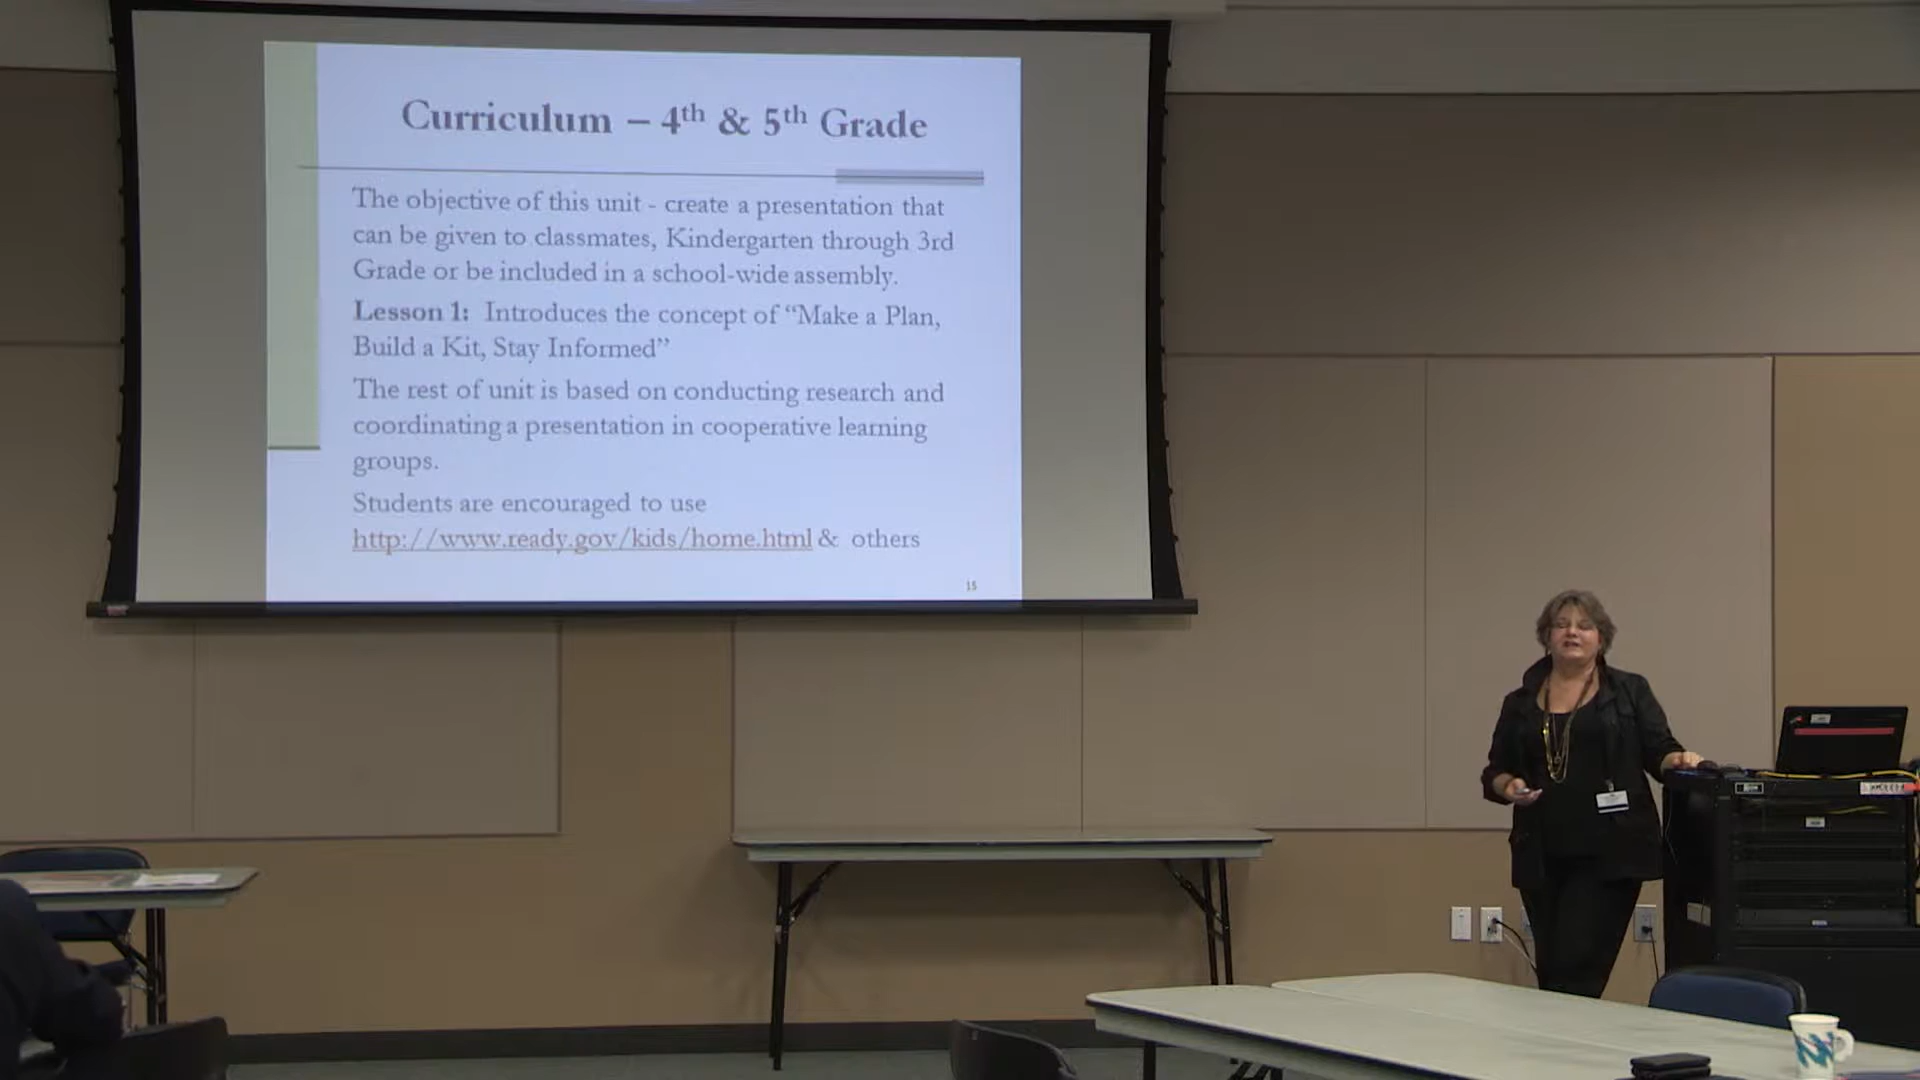 Curriculum – 4th & 5th Grade
The objective of this unit - create a presentation that
can be given to classmates, Kindergarten through 3rd
Grade or be included in a school-wide assembly.
Lesson 1: Introduces the concept of “Make a Plan,
Build a Kit, Stay Informed”
The rest of unit is based on conducting research and
coordinating a presentation in cooperative learning
groups.
Students are encouraged to use
http://www.ready.gov/kids/home.html & others
15